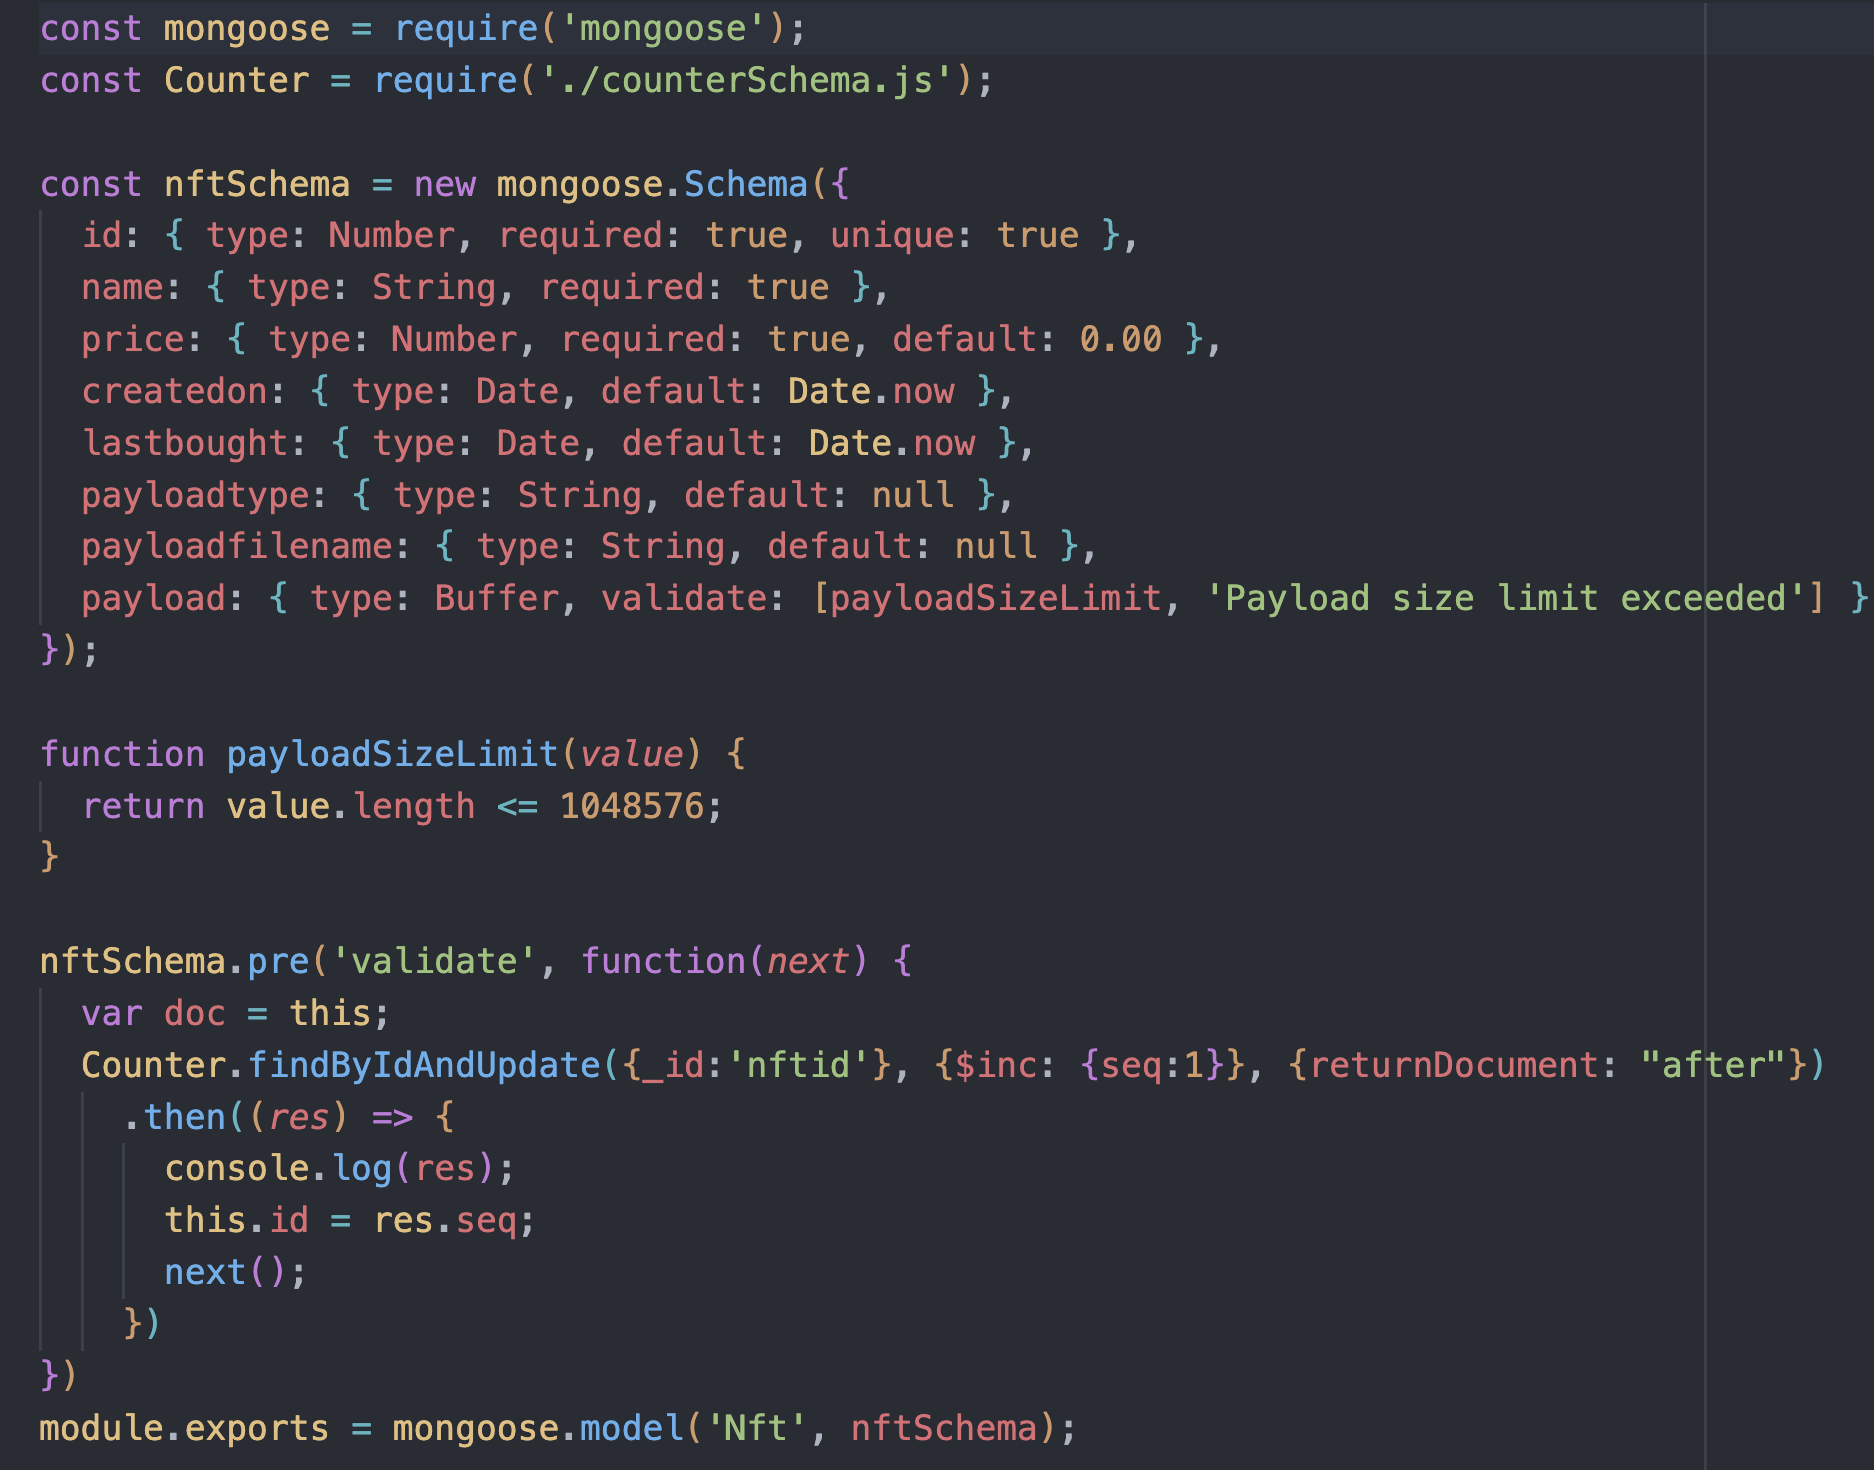 const mongoose = require('mongoose');
const Counter = require('./counterSchema.js');

const nftSchema = new mongoose.Schema({
  id: { type: Number, required: true, unique: true },
  name: { type: String, required: true },
  price: { type: Number, required: true, default: 0.00 },
  createdon: { type: Date, default: Date.now },
  lastbought: { type: Date, default: Date.now },
  payloadtype: { type: String, default: null },
  payloadfilename: { type: String, default: null },
  payload: { type: Buffer, validate: [payloadSizeLimit, 'Payload size limit exceeded'] }
});

function payloadSizeLimit(value) {
  return value.length <= 1048576;
}

nftSchema.pre('validate', function(next) {
  var doc = this;
  Counter.findByIdAndUpdate({_id:'nftid'}, {$inc: {seq:1}}, {returnDocument: "after"})
    .then((res) => {
      console.log(res);
      this.id = res.seq;
      next();
    })
})
module.exports = mongoose.model('Nft', nftSchema);